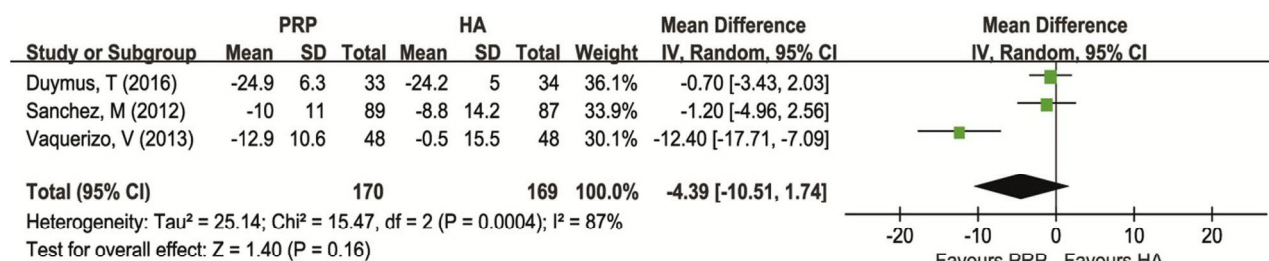 PRP HA Mean Difference Mean Difference
Study or Subgroup Mean SD Total Mean SD Total Weight IV, Random, 95% CI IV, Random, 95% CI
Duymus, T (2016) -24.9 6.3 33 -24.2 5 34 36.1% -0.70 [-3.43, 2.03]
Sanchez, M (2012) -10 11 89 -8.8 14.2 87 33.9% -1.20 [-4.96, 2.56]
Vaquerizo, V (2013) -12.9 10.6 48 -0.5 15.5 48 30.1% -12.40 [-17.71, -7.09]
Total (95% CI) 170 169 100.0% -4.39 [-10.51, 1.74]
Heterogeneity: Tau² = 25.14; Chi² = 15.47, df = 2 (P = 0.0004); I² = 87%
Test for overall effect: Z = 1.40 (P = 0.16)
-20 -10 0 10 20
Favours PRP Favours HA